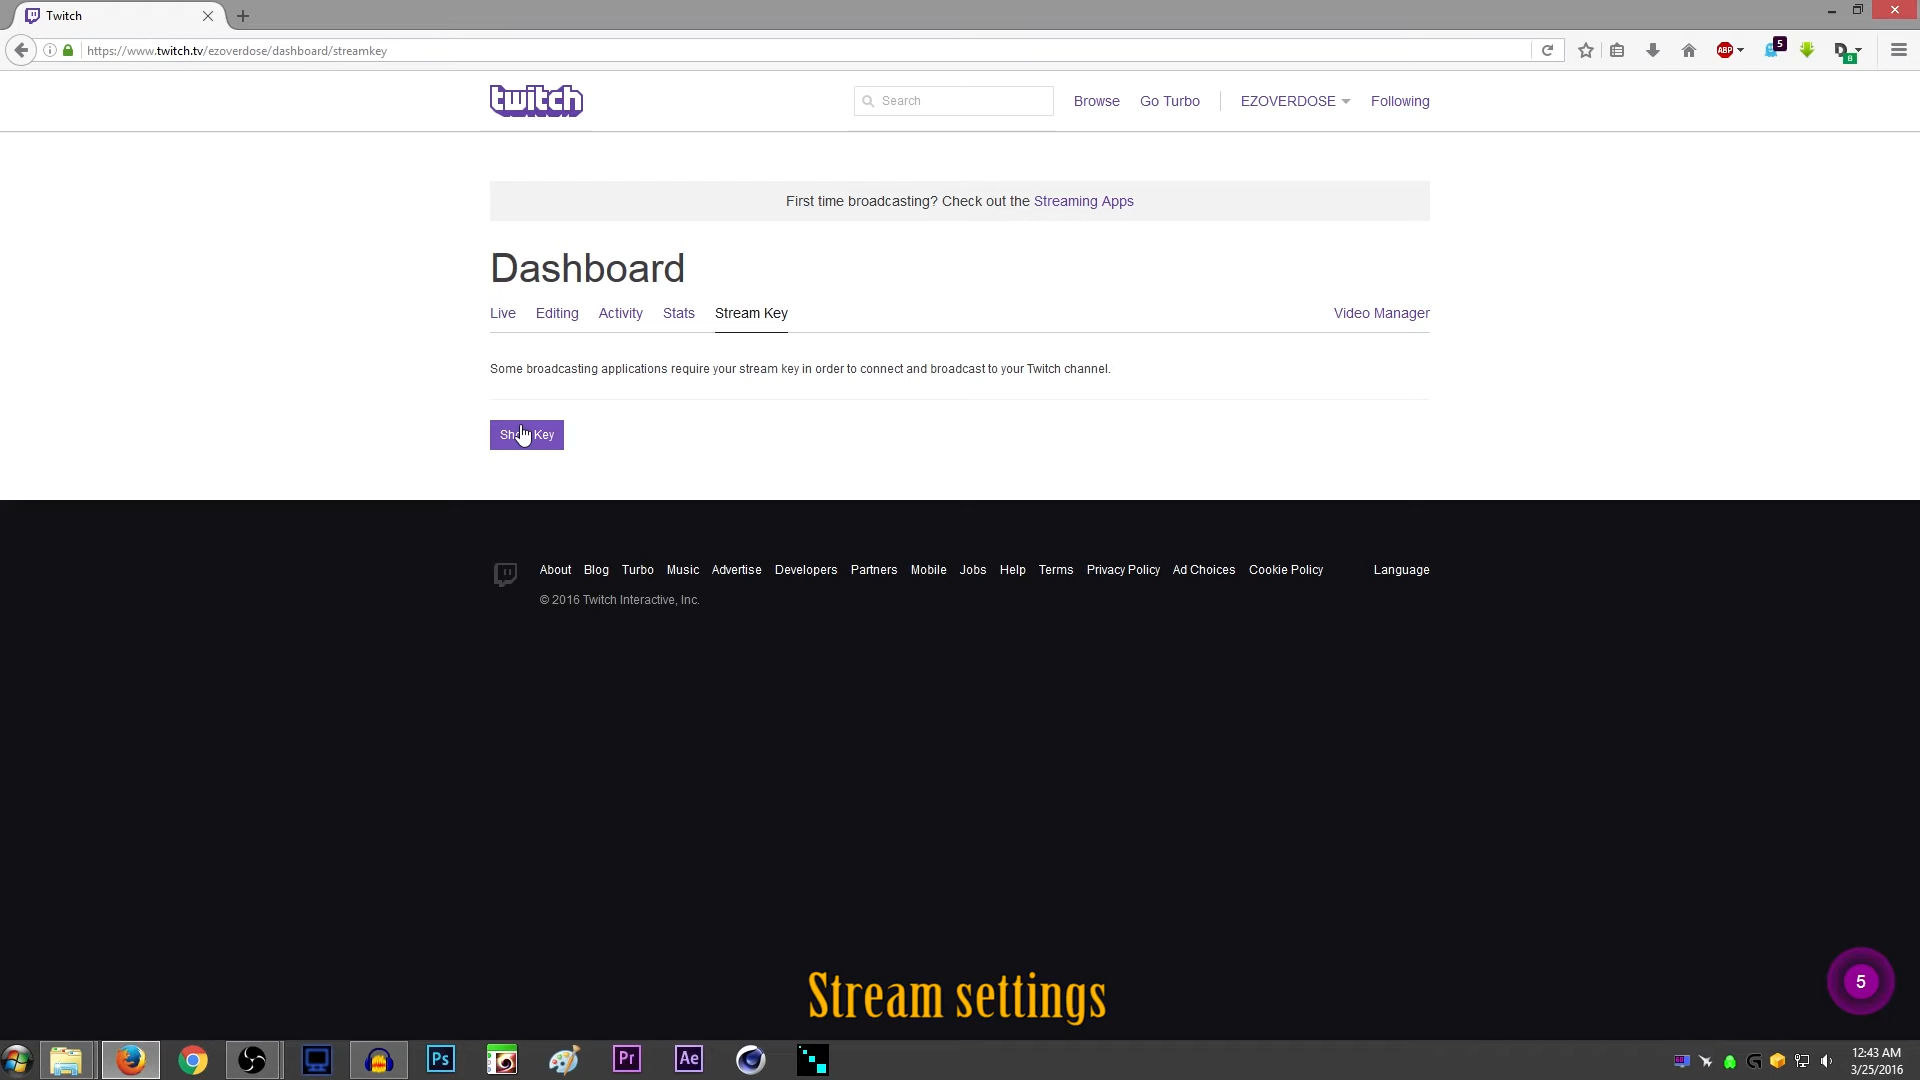 Twitch
https://www.twitch.tv/ezoverdose/dashboard/streamkey
ABP
5
8
twitch
Search
Browse
Go Turbo
EZOVERDOSE
Following
First time broadcasting? Check out the Streaming Apps
Dashboard
Live
Editing
Activity
Stats
Stream Key
Video Manager
Some broadcasting applications require your stream key in order to connect and broadcast to your Twitch channel.
Show Key
About
Blog
Turbo
Music
Advertise
Developers
Partners
Mobile
Jobs
Help
Terms
Privacy Policy
Ad Choices
Cookie Policy
Language
© 2016 Twitch Interactive, Inc.
Stream settings
5
Ps
Pr
Ae
12:43 AM
3/25/2016